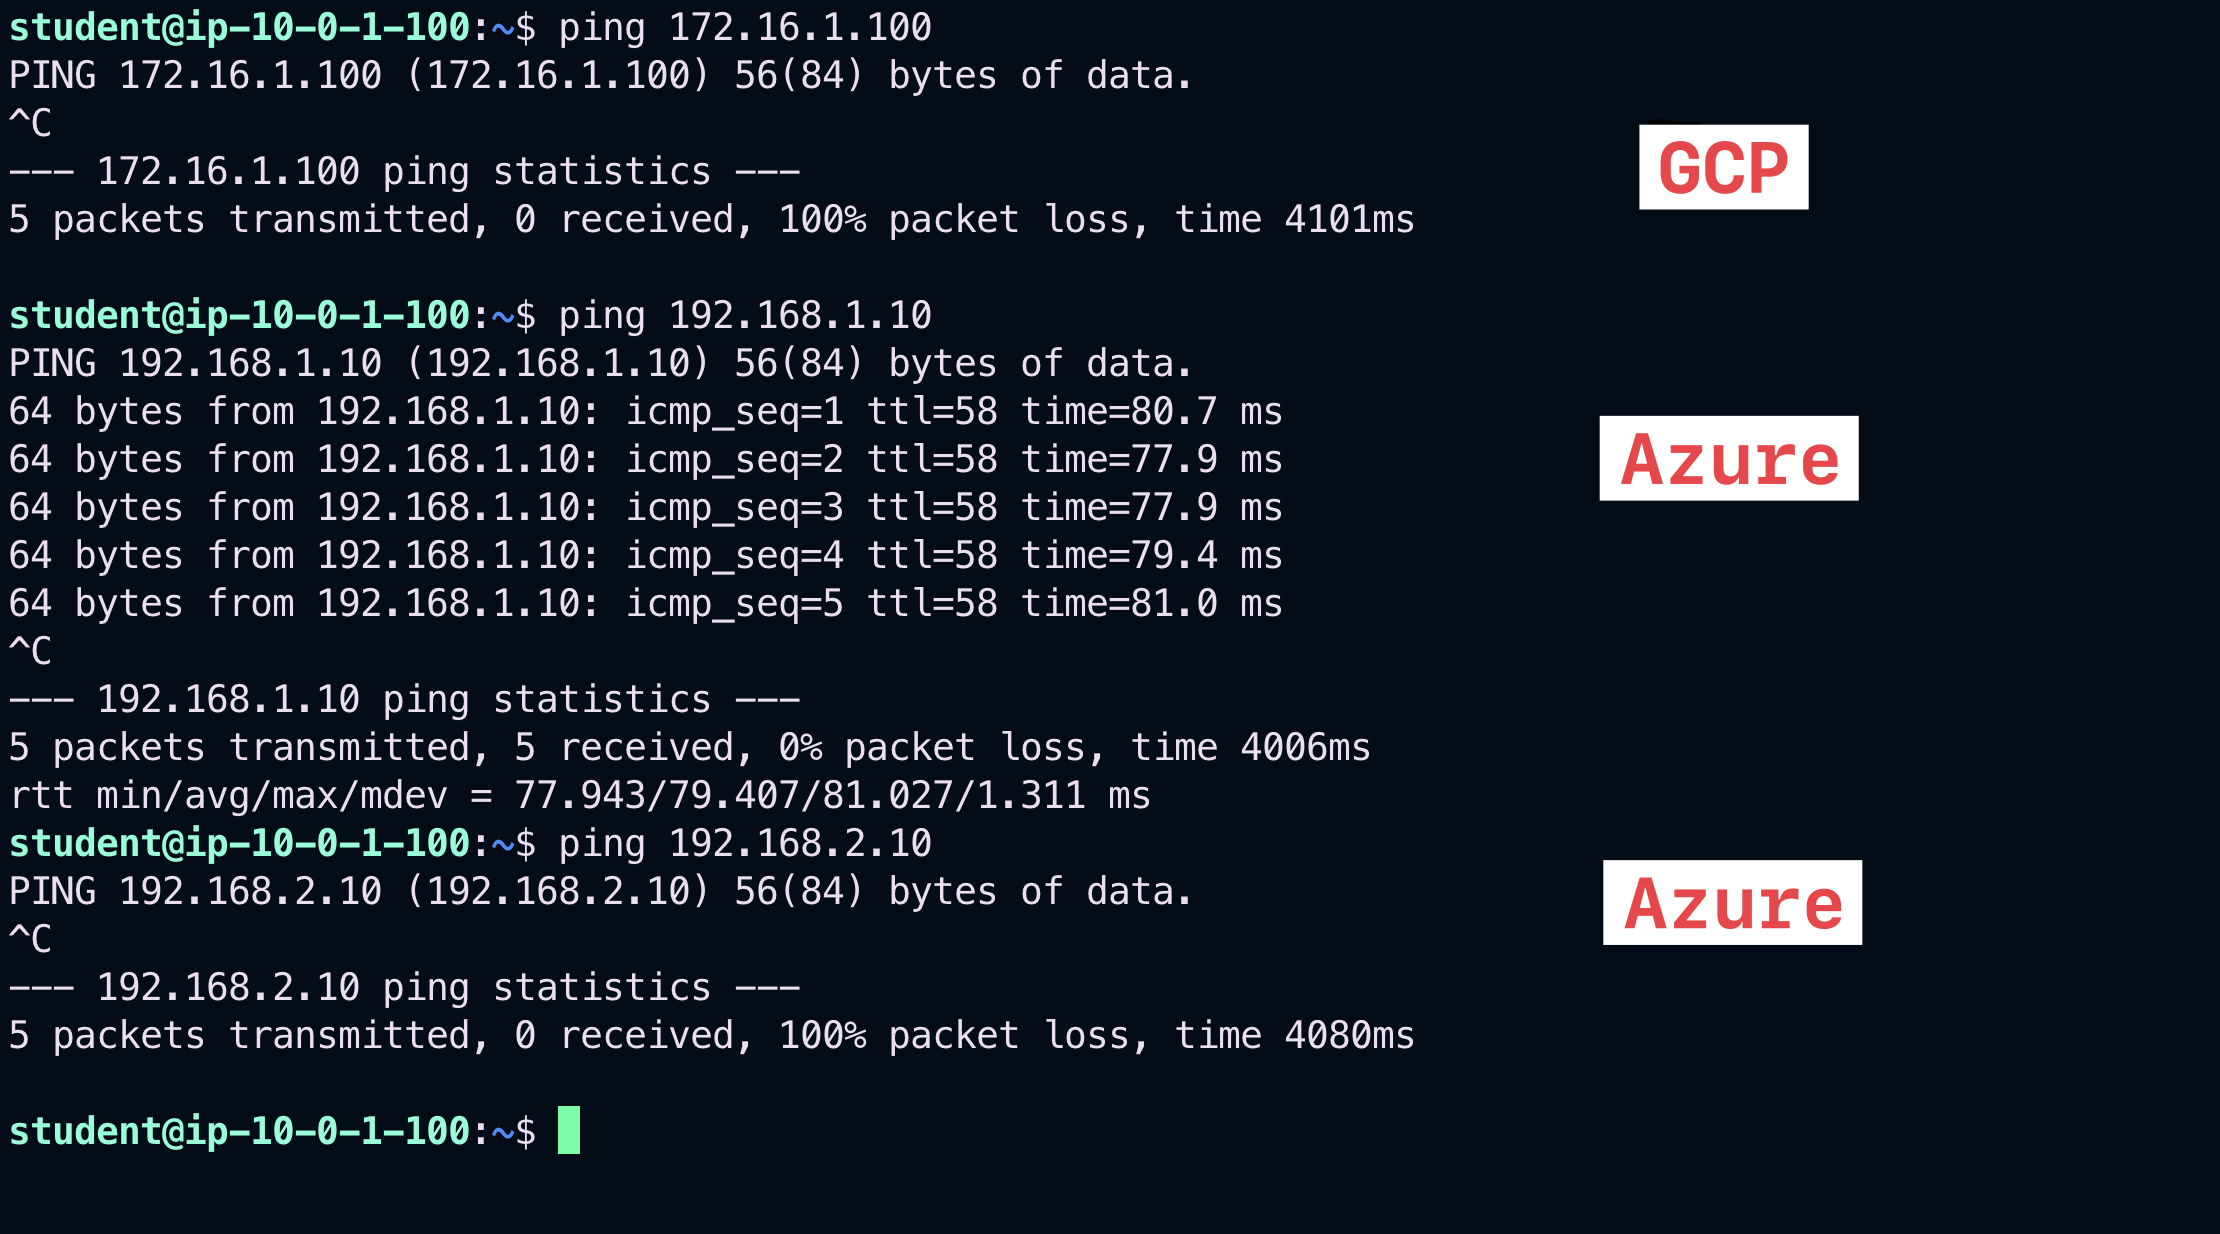 student@ip-10-0-1-100:~$ ping 172.16.1.100
PING 172.16.1.100 (172.16.1.100) 56(84) bytes of data.
^C
--- 172.16.1.100 ping statistics ---
GCP
5 packets transmitted, 0 received, 100% packet loss, time 4101ms
student@ip-10-0-1-100:~$ ping 192.168.1.10
PING 192.168.1.10 (192.168.1.10) 56(84) bytes of data.
64 bytes from 192.168.1.10: icmp_seq=1 ttl=58 time=80.7 ms
64 bytes from 192.168.1.10: icmp_seq=2 ttl=58 time=77.9 ms
Azure
64 bytes from 192.168.1.10: icmp_seq=3 ttl=58 time=77.9 ms
64 bytes from 192.168.1.10: icmp_seq=4 ttl=58 time=79.4 ms
64 bytes from 192.168.1.10: icmp_seq=5 ttl=58 time=81.0 ms
^C
--- 192.168.1.10 ping statistics ---
5 packets transmitted, 5 received, 0% packet loss, time 4006ms
rtt min/avg/max/mdev = 77.943/79.407/81.027/1.311 ms
student@ip-10-0-1-100:~$ ping 192.168.2.10
PING 192.168.2.10 (192.168.2.10) 56(84) bytes of data.
Azure
^C
--- 192.168.2.10 ping statistics ---
5 packets transmitted, 0 received, 100% packet loss, time 4080ms
student@ip-10-0-1-100:~$